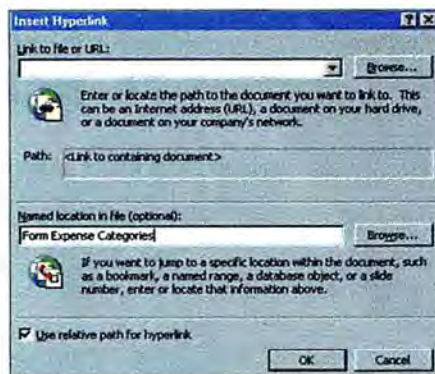 Insert Hyperlink
Link to file or URL:
Browse...
Enter or locate the path to the document you want to link to. This
can be an Internet address (URL), a document on your hard drive,
or a document on your company's network.
Path: <Link to containing document>
Named location in file (optional):
Form Expense Categories
Browse...
If you want to jump to a specific location within the document, such
as a bookmark, a named range, a database object, or a slide
number, enter or locate that information above.
Use relative path for hyperlink
OK Cancel